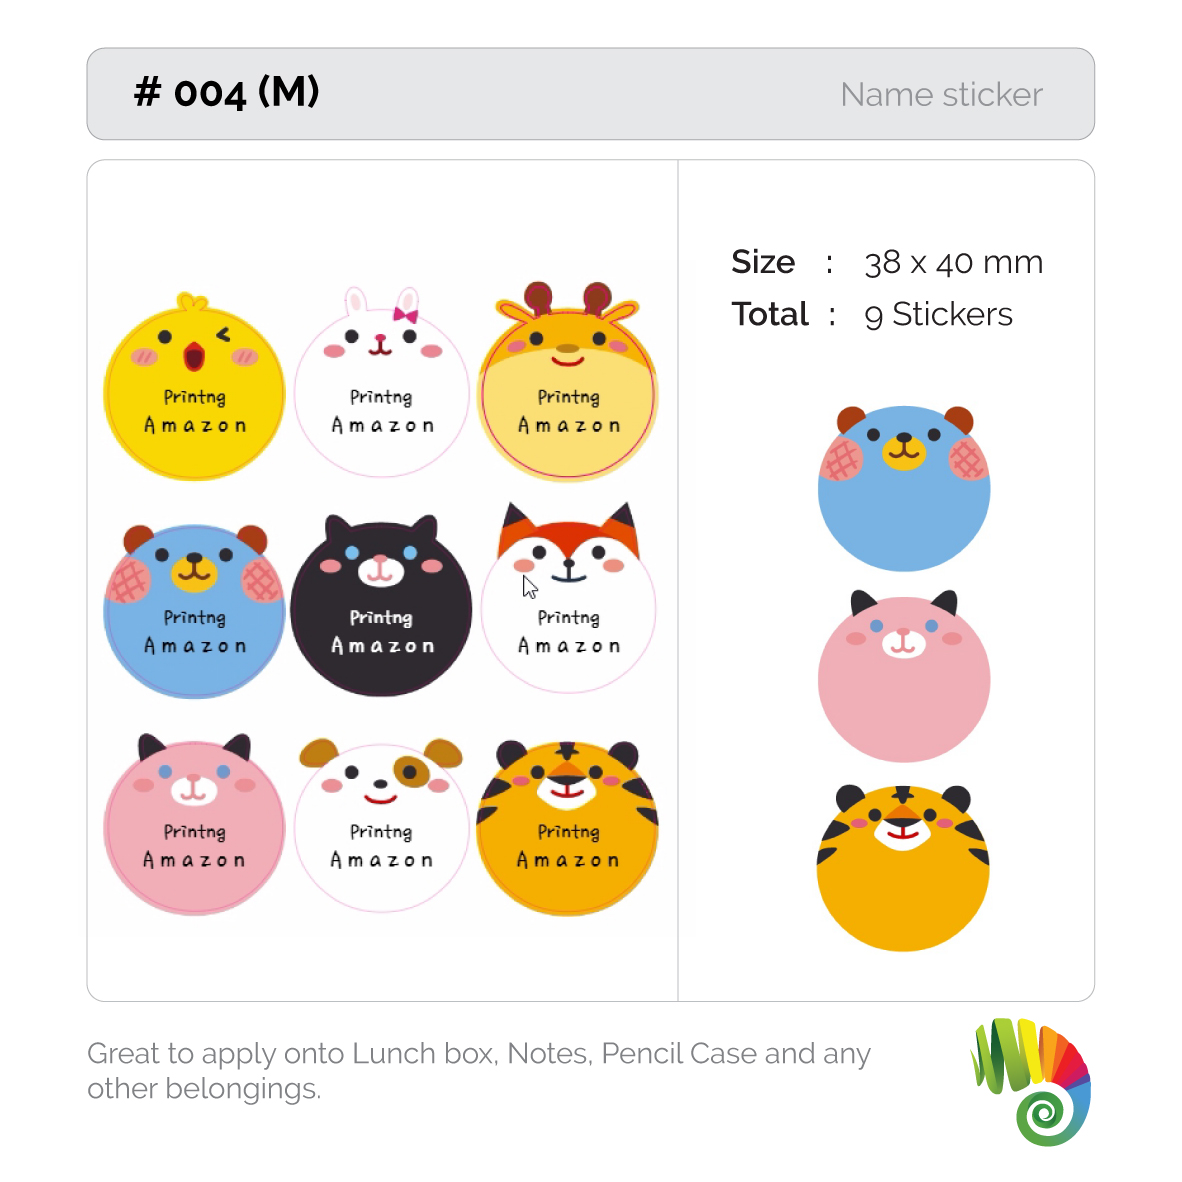 # 004 (M)
Name sticker
Size : 38 x 40 mm
Total : 9 Stickers
Printng
Amazon
Printng
Amazon
Printng
Amazon
Printng
Amazon
Printng
Amazon
Printng
Amazon
Printng
Amazon
Printng
Amazon
Printng
Amazon
Great to apply onto Lunch box, Notes, Pencil Case and any
other belongings.